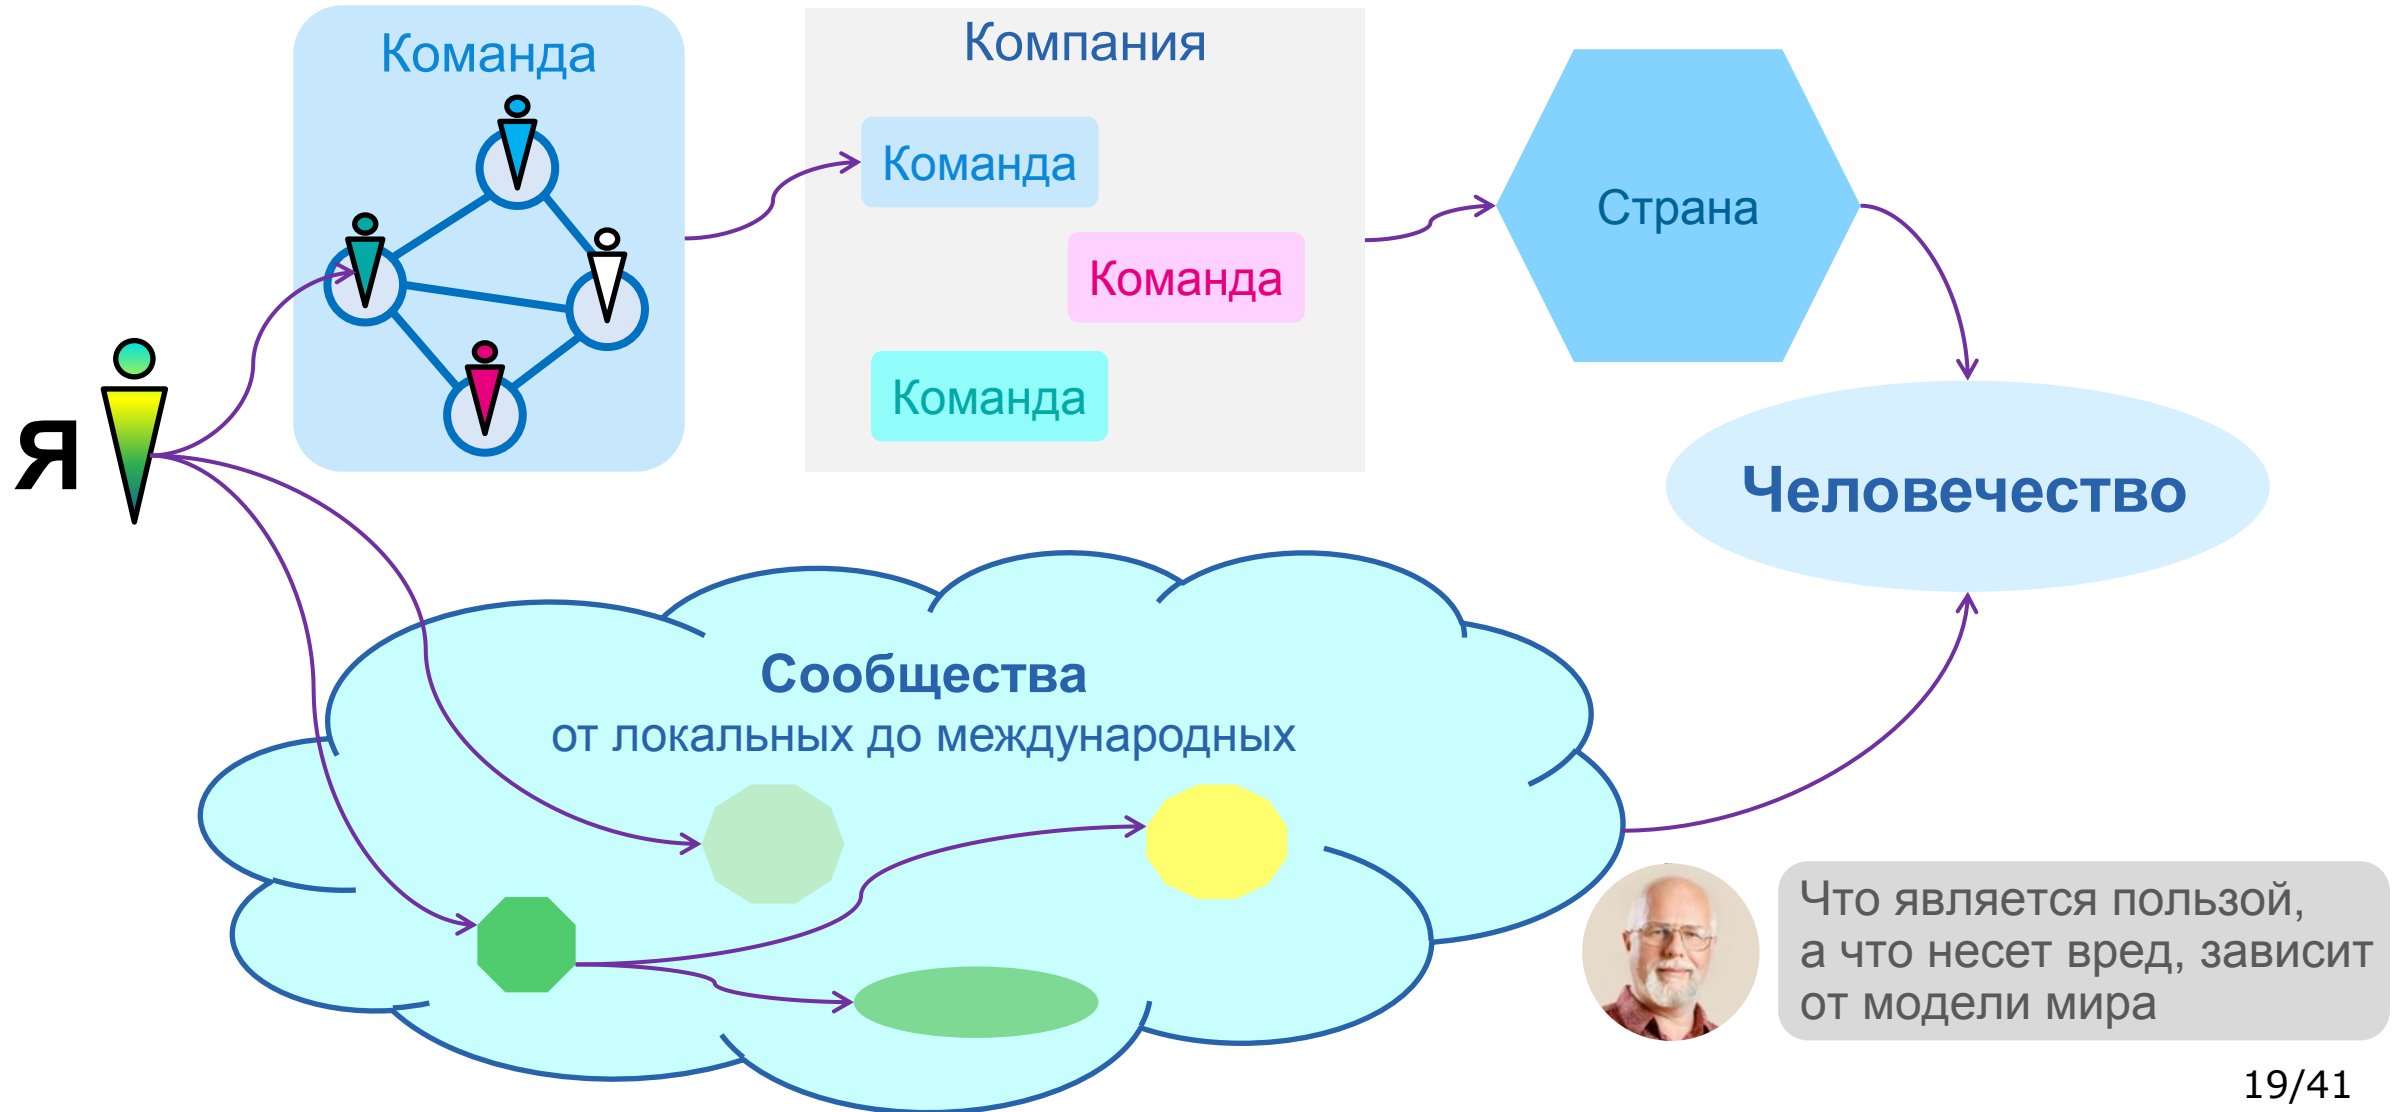 Команда
Компания
Команда
Команда
Команда
Страна
Я
Человечество
Сообщества
от локальных до международных
Что является пользой,
а что несет вред, зависит
от модели мира
19/41